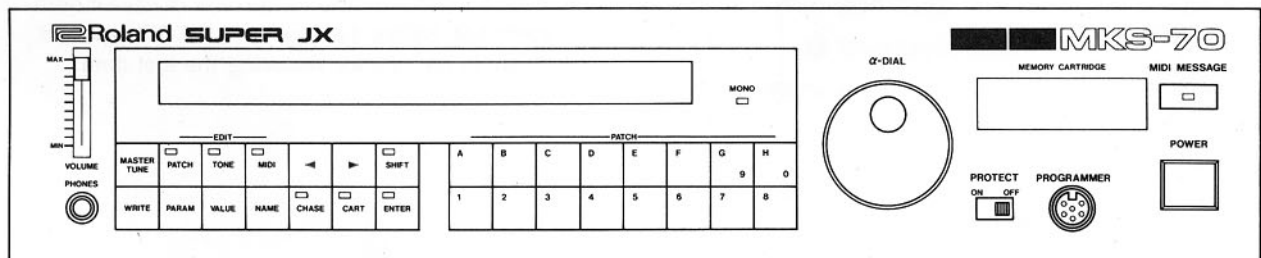 Roland SUPER JX
MKS-70
MAX
MIN
VOLUME
PHONES
MONO
EDIT
MASTER TUNE
PATCH
TONE
MIDI
◄
►
SHIFT
WRITE
PARAM
VALUE
NAME
CHASE
CART
ENTER
PATCH
A B C D E F G 9 H 0
1 2 3 4 5 6 7 8
α-DIAL
MEMORY CARTRIDGE
MIDI MESSAGE
POWER
PROTECT
ON OFF
PROGRAMMER